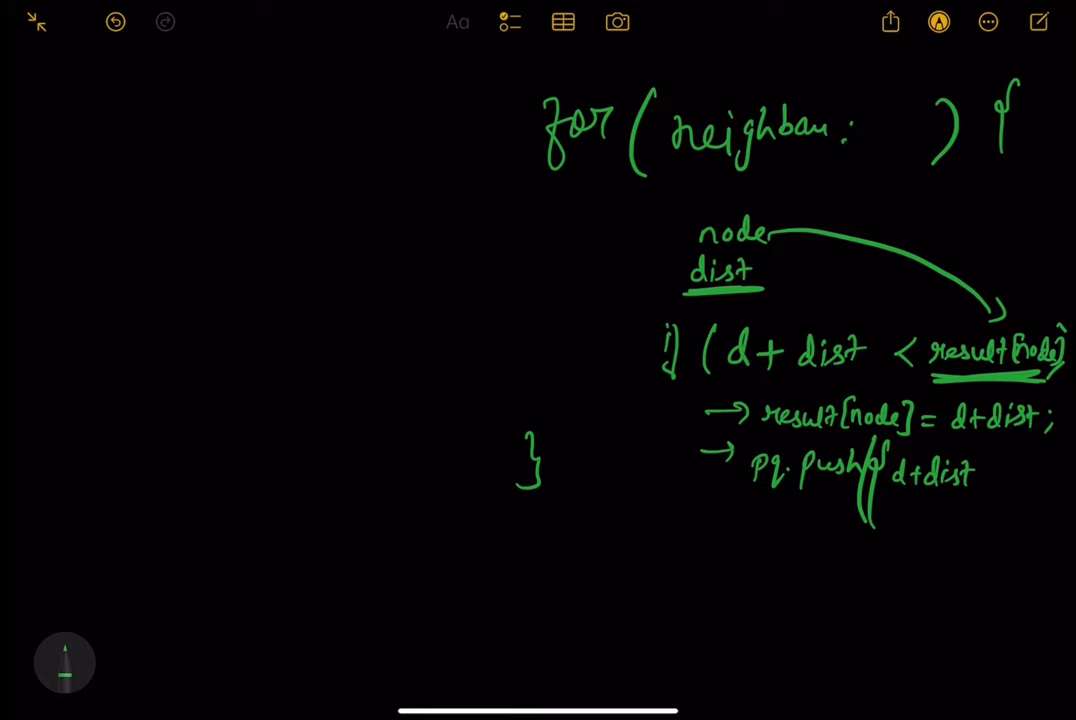 Aa
for ( neighbour : ) {
node
dist
if ( d + dist < result[node] )
→ result[node] = d + dist ;
→ pq. push( { d + dist
}